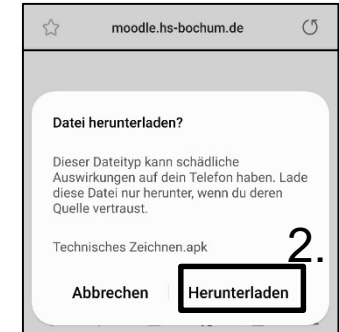 moodle.hs-bochum.de
Datei herunterladen?
Dieser Dateityp kann schädliche
Auswirkungen auf dein Telefon haben. Lade
diese Datei nur herunter, wenn du deren
Quelle vertraust.
Technisches Zeichnen.apk
2.
Abbrechen Herunterladen